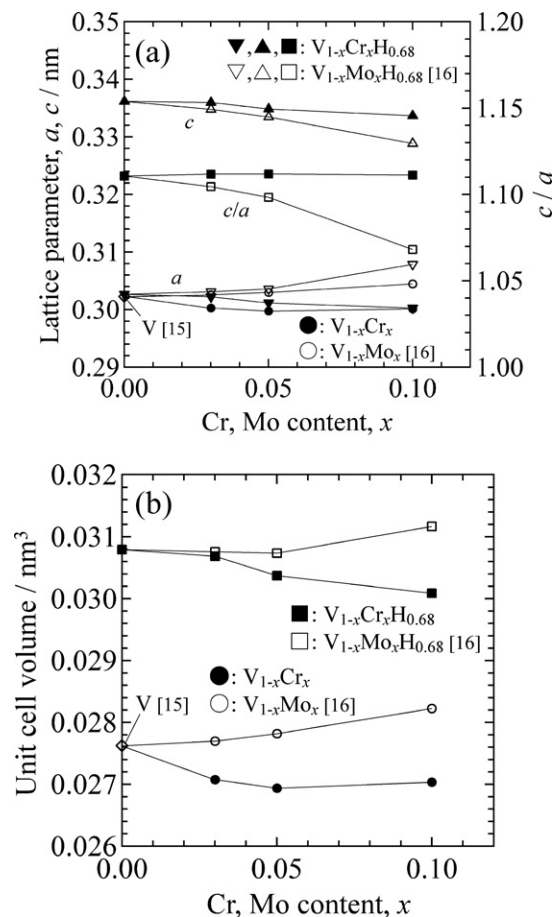 (a)
▼,▲,■: V₁₋ₓCrₓH₀.₆₈
▽,△,□: V₁₋ₓMoₓH₀.₆₈ [16]
c
c/a
a
V [15]
●: V₁₋ₓCrₓ
○: V₁₋ₓMoₓ [16]
Lattice parameter, a, c / nm
0.36
0.35
0.34
0.33
0.32
0.31
0.30
0.29
1.20
1.15
1.10
1.05
1.00
c / a
0.00 0.05 0.10
Cr, Mo content, x
(b)
■: V₁₋ₓCrₓH₀.₆₈
□: V₁₋ₓMoₓH₀.₆₈ [16]
●: V₁₋ₓCrₓ
○: V₁₋ₓMoₓ [16]
V [15]
Unit cell volume / nm³
0.032
0.031
0.030
0.029
0.028
0.027
0.026
0.00 0.05 0.10
Cr, Mo content, x